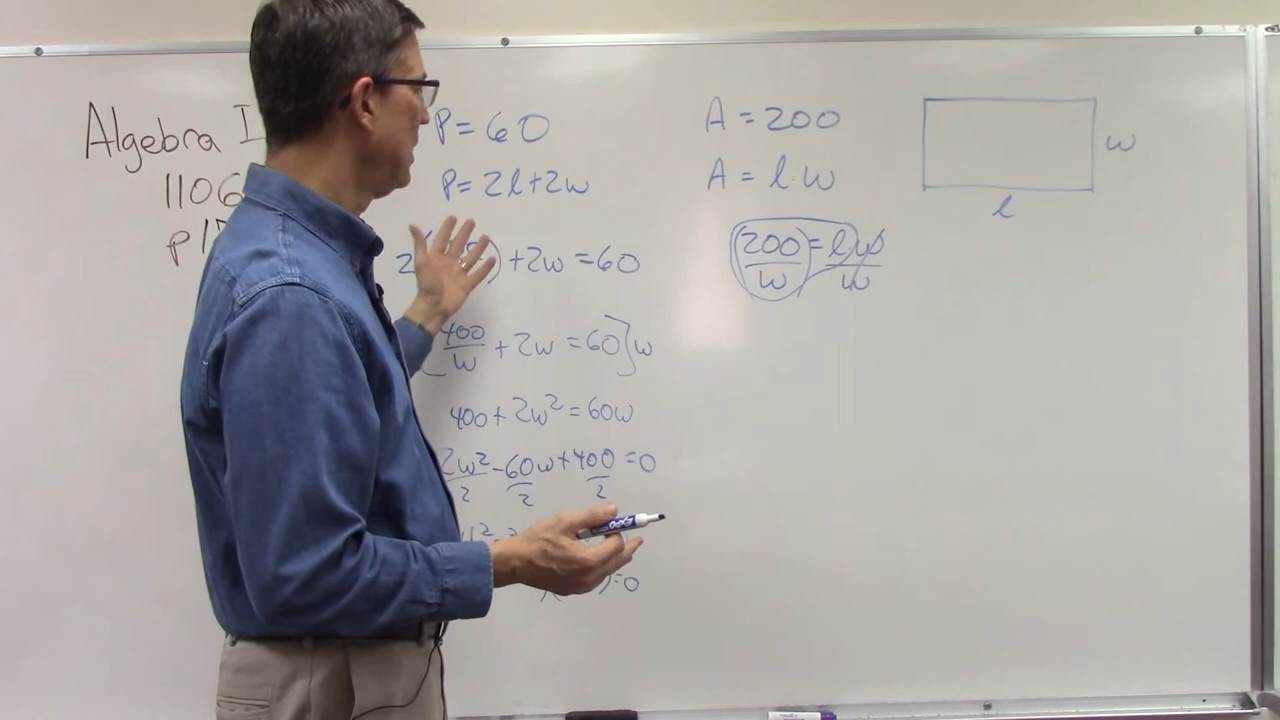 Algebra I
1106
P = 60
P = 2l + 2w
+ 2w = 60
[400/w + 2w = 60]w
400 + 2w² = 60w
2w²/2 - 60w/2 + 400/2 = 0
) = 0
A = 200
A = l · w
200/w = lw/w
w
l
EXPO